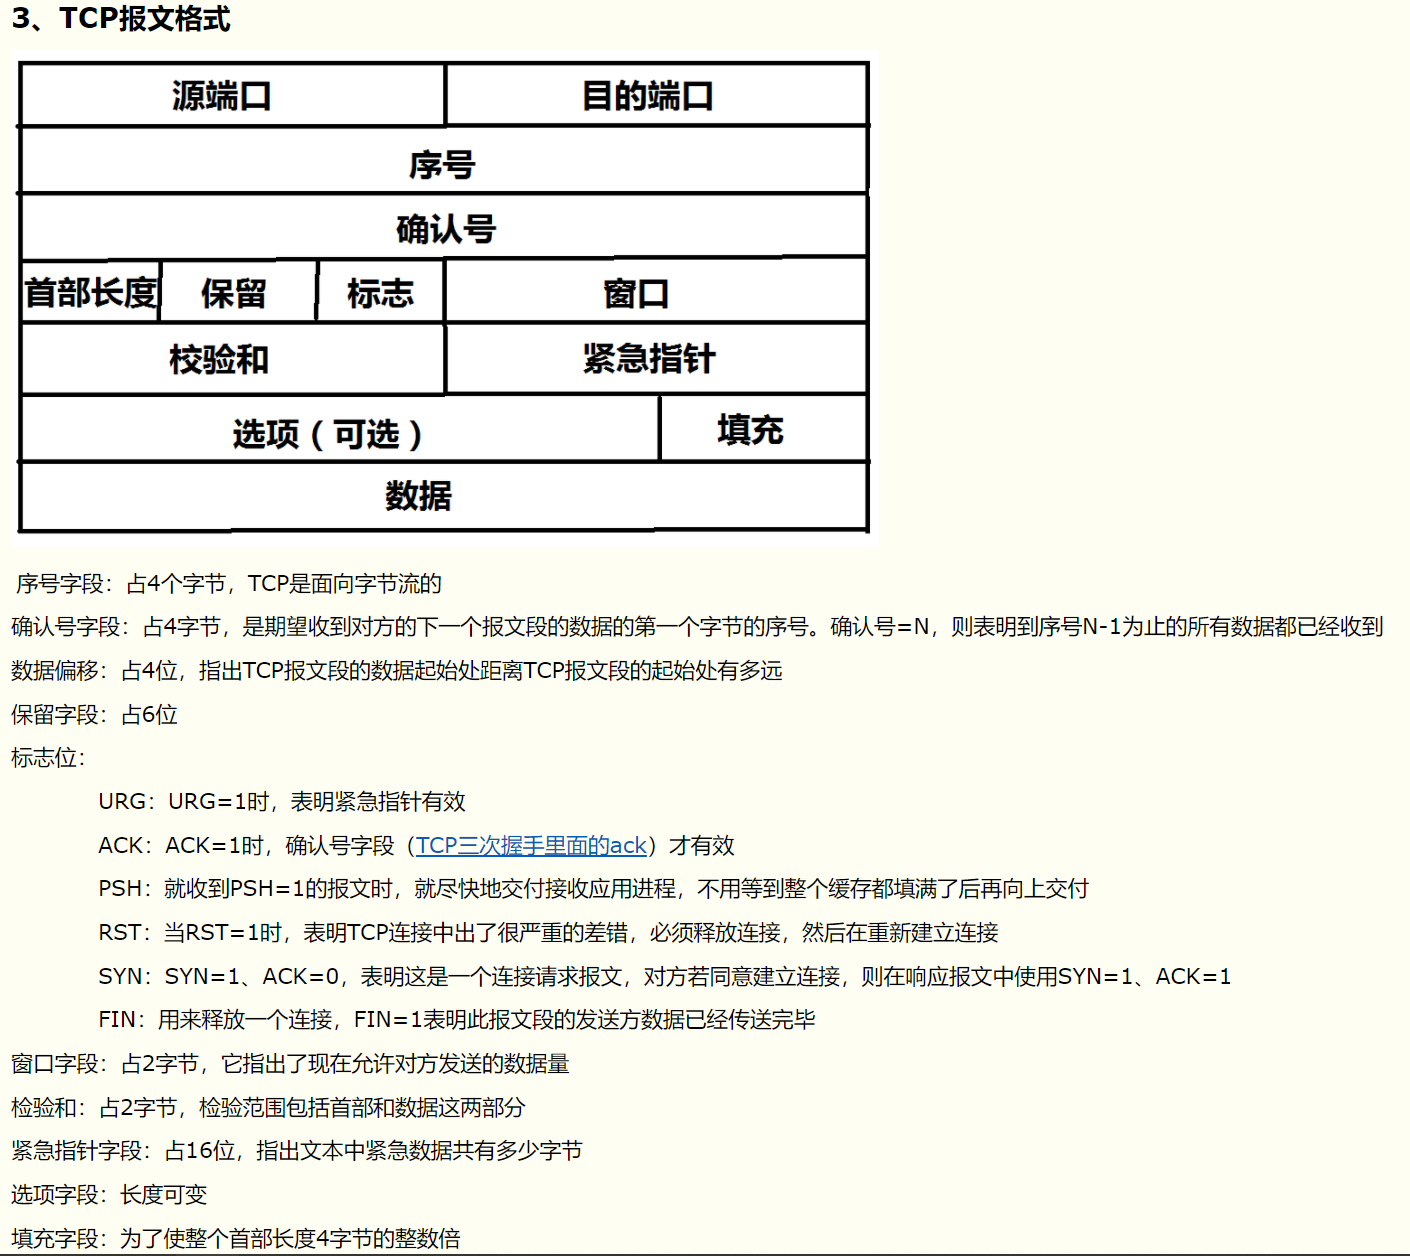 3、TCP报文格式
源端口 目的端口
序号
确认号
首部长度 保留 标志 窗口
校验和 紧急指针
选项（可选） 填充
数据
序号字段：占4个字节，TCP是面向字节流的
确认号字段：占4字节，是期望收到对方的下一个报文段的数据的第一个字节的序号。确认号=N，则表明到序号N-1为止的所有数据都已经收到
数据偏移：占4位，指出TCP报文段的数据起始处距离TCP报文段的起始处有多远
保留字段：占6位
标志位：
URG：URG=1时，表明紧急指针有效
ACK：ACK=1时，确认号字段（TCP三次握手里面的ack）才有效
PSH：就收到PSH=1的报文时，就尽快地交付接收应用进程，不用等到整个缓存都填满了后再向上交付
RST：当RST=1时，表明TCP连接中出了很严重的差错，必须释放连接，然后在重新建立连接
SYN：SYN=1、ACK=0，表明这是一个连接请求报文，对方若同意建立连接，则在响应报文中使用SYN=1、ACK=1
FIN：用来释放一个连接，FIN=1表明此报文段的发送方数据已经传送完毕
窗口字段：占2字节，它指出了现在允许对方发送的数据量
检验和：占2字节，检验范围包括首部和数据这两部分
紧急指针字段：占16位，指出文本中紧急数据共有多少字节
选项字段：长度可变
填充字段：为了使整个首部长度4字节的整数倍